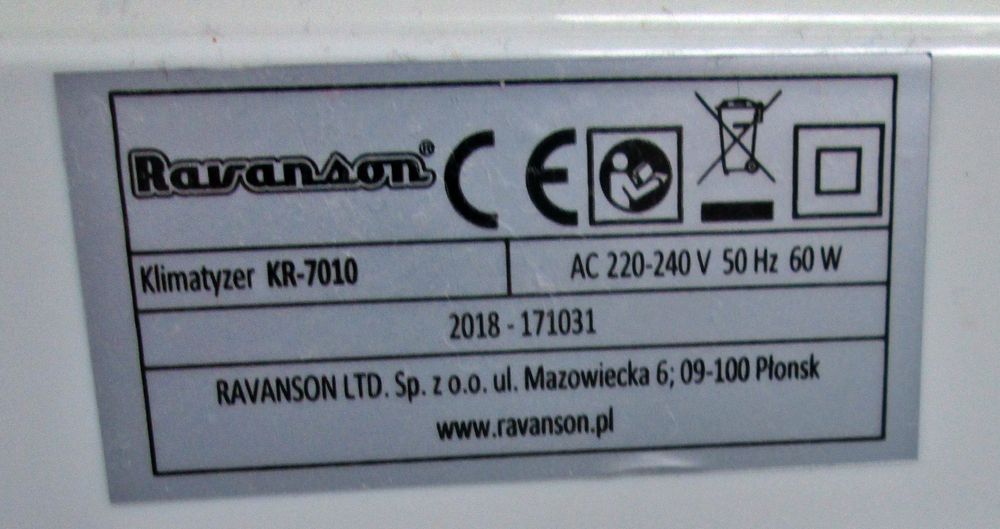 Ravanson® CE
Klimatyzer KR-7010
AC 220-240 V 50 Hz 60 W
2018 - 171031
RAVANSON LTD. Sp. z o.o. ul. Mazowiecka 6; 09-100 Płonsk
www.ravanson.pl